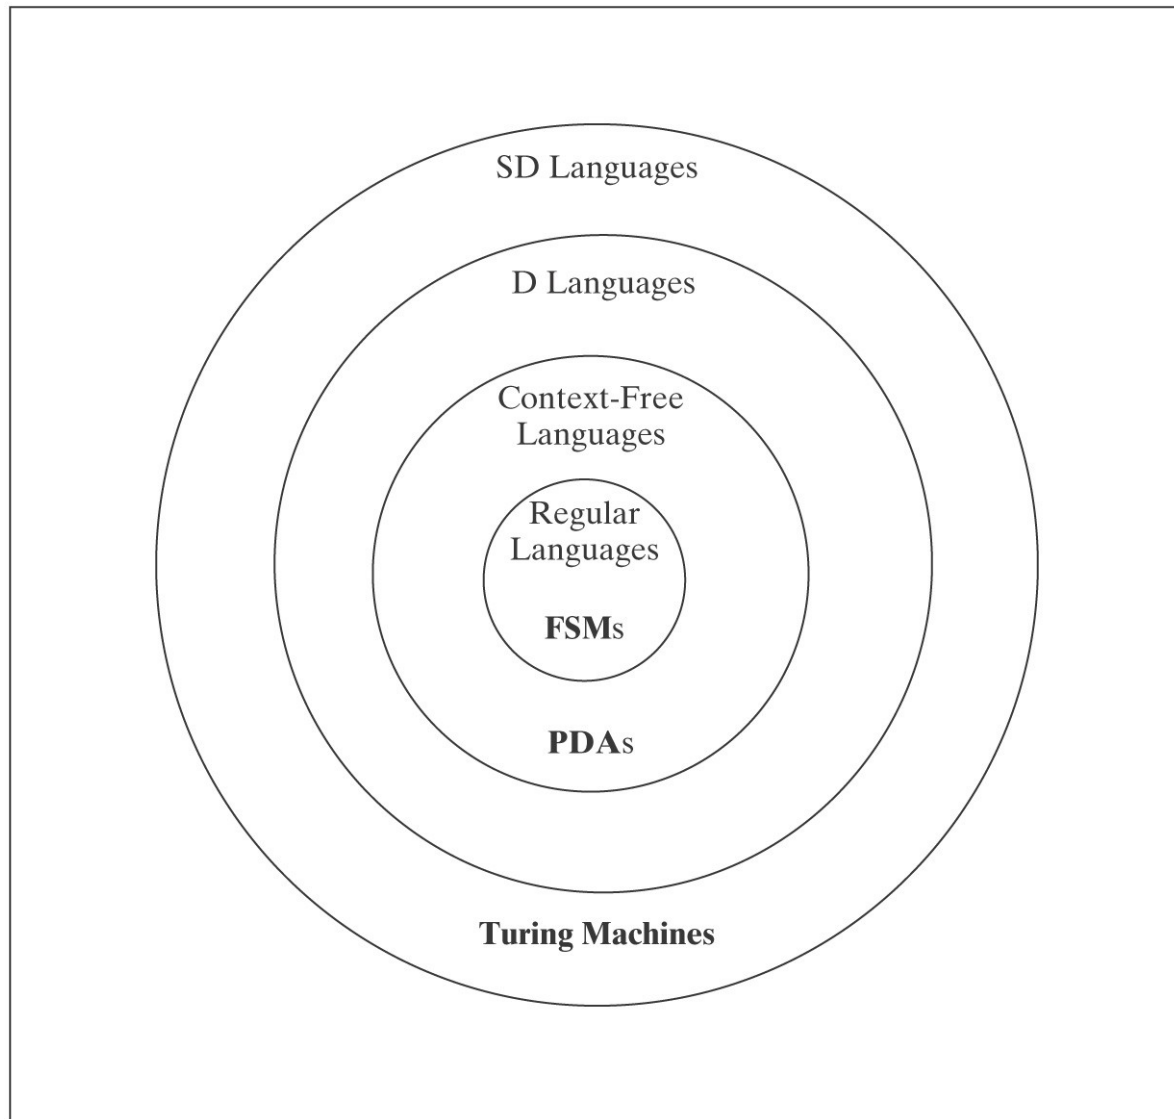 SD Languages
D Languages
Context-Free
Languages
Regular
Languages
FSMs
PDAs
Turing Machines